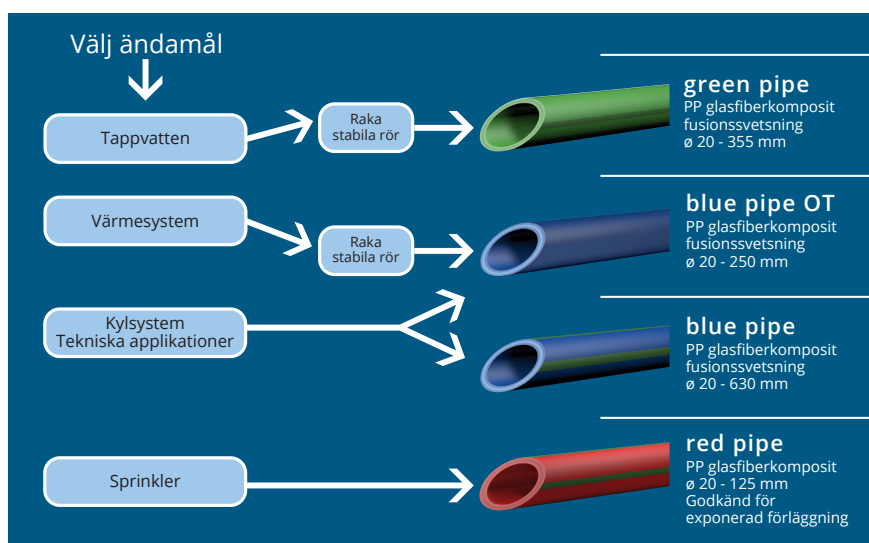 Välj ändamål
Tappvatten
Raka
stabila rör
green pipe
PP glasfiberkomposit
fusionssvetsning
ø 20 - 355 mm
Värmesystem
Raka
stabila rör
blue pipe OT
PP glasfiberkomposit
fusionssvetsning
ø 20 - 250 mm
Kylsystem
Tekniska applikationer
blue pipe
PP glasfiberkomposit
fusionssvetsning
ø 20 - 630 mm
Sprinkler
red pipe
PP glasfiberkomposit
ø 20 - 125 mm
Godkänd för
exponerad förläggning